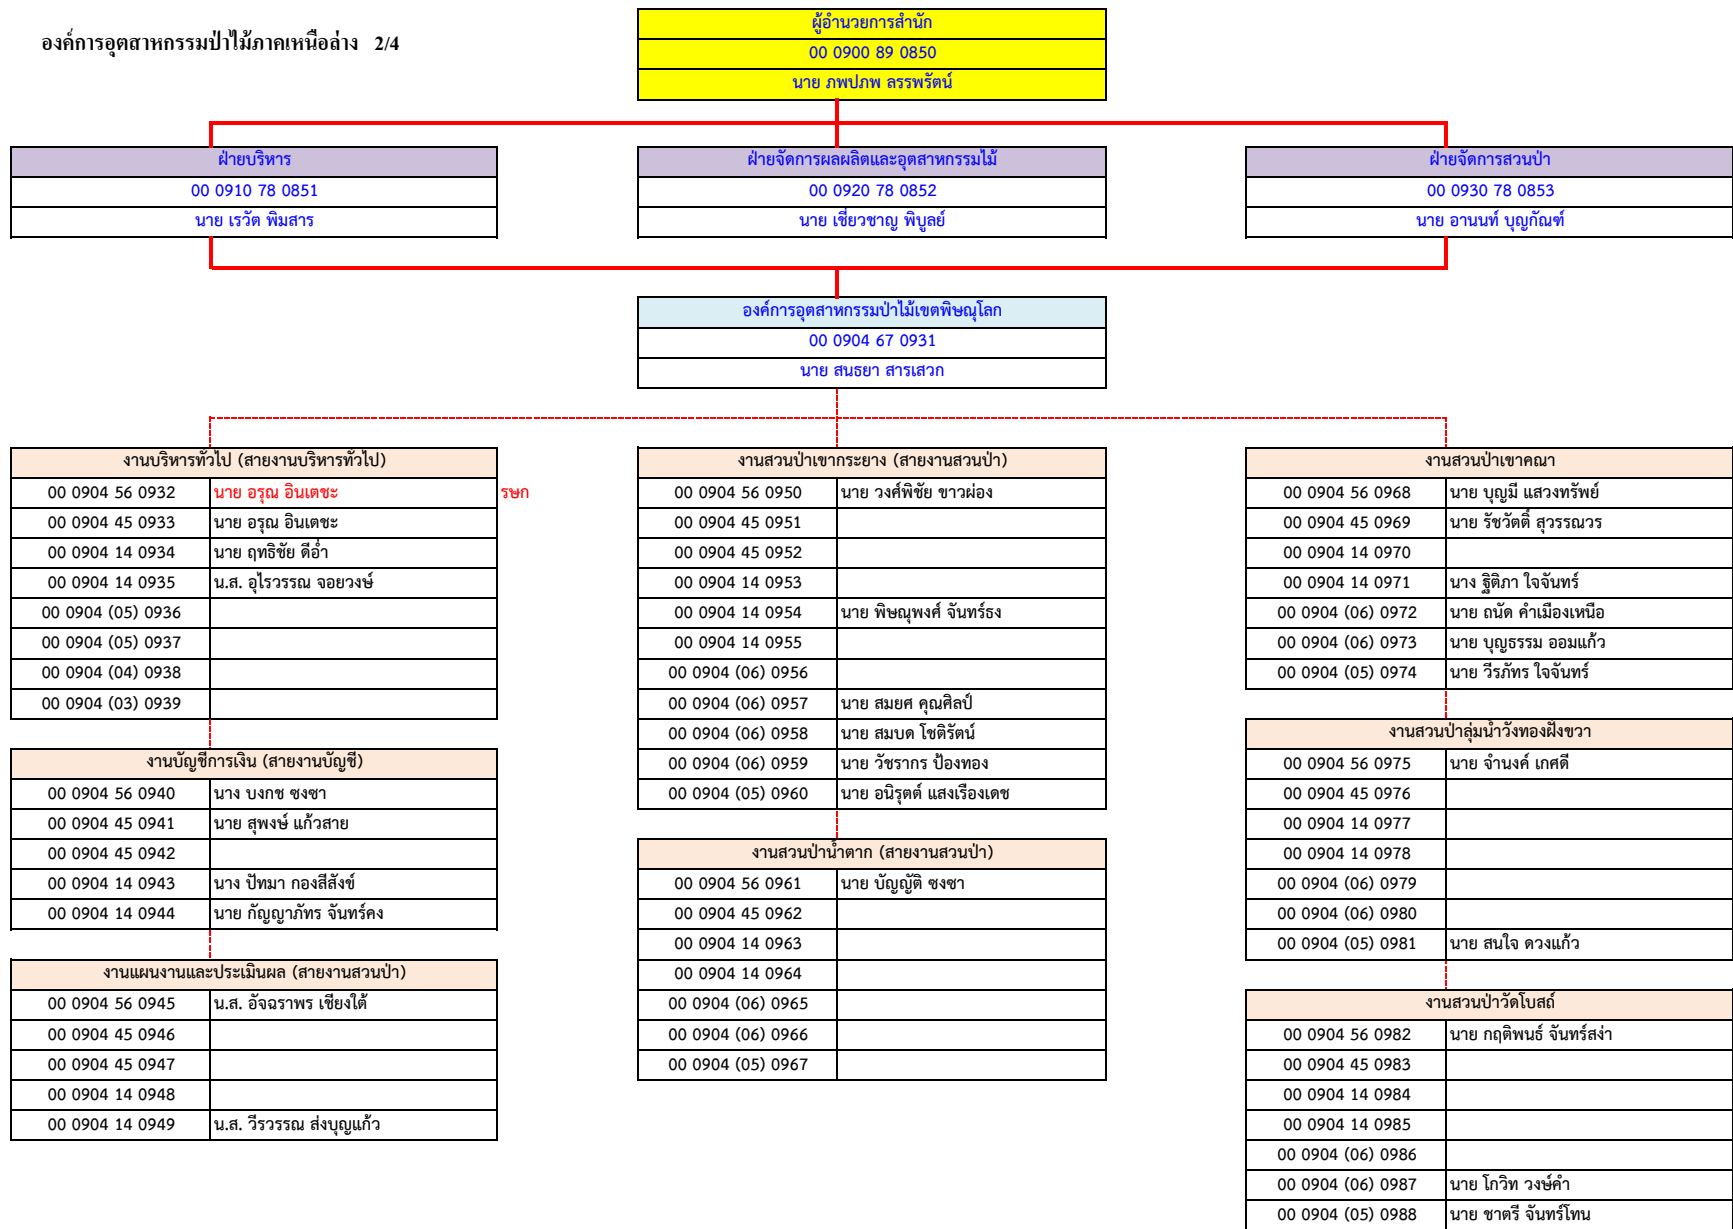 องค์การอุตสาหกรรมป่าไม้ภาคเหนือล่าง 2/4
ผู้อำนวยการสำนัก
00 0900 89 0850
นาย ภพปภพ ลรรพรัตน์
ฝ่ายบริหาร
00 0910 78 0851
นาย เรวัต พิมสาร
ฝ่ายจัดการผลผลิตและอุตสาหกรรมไม้
00 0920 78 0852
นาย เชี่ยวชาญ พิบูลย์
ฝ่ายจัดการสวนป่า
00 0930 78 0853
นาย อานนท์ บุญกัณฑ์
องค์การอุตสาหกรรมป่าไม้เขตพิษณุโลก
00 0904 67 0931
นาย สนธยา สารเสวก
งานบริหารทั่วไป (สายงานบริหารทั่วไป)
00 0904 56 0932 นาย อรุณ อินเตชะ รษก
00 0904 45 0933 นาย อรุณ อินเตชะ
00 0904 14 0934 นาย ฤทธิชัย ดีอ่ำ
00 0904 14 0935 น.ส. อุไรวรรณ จอยวงษ์
00 0904 (05) 0936
00 0904 (05) 0937
00 0904 (04) 0938
00 0904 (03) 0939
งานบัญชีการเงิน (สายงานบัญชี)
00 0904 56 0940 นาง บงกช ซงซา
00 0904 45 0941 นาย สุพงษ์ แก้วสาย
00 0904 45 0942
00 0904 14 0943 นาง ปัทมา กองสีสังข์
00 0904 14 0944 นาย กัญญาภัทร จันทร์คง
งานแผนงานและประเมินผล (สายงานสวนป่า)
00 0904 56 0945 น.ส. อัจฉราพร เชียงใต้
00 0904 45 0946
00 0904 45 0947
00 0904 14 0948
00 0904 14 0949 น.ส. วีรวรรณ ส่งบุญแก้ว
งานสวนป่าเขากระยาง (สายงานสวนป่า)
00 0904 56 0950 นาย วงศ์พิชัย ขาวผ่อง
00 0904 45 0951
00 0904 45 0952
00 0904 14 0953
00 0904 14 0954 นาย พิษณุพงศ์ จันทร์ธง
00 0904 14 0955
00 0904 (06) 0956
00 0904 (06) 0957 นาย สมยศ คุณศิลป์
00 0904 (06) 0958 นาย สมบด โชติรัตน์
00 0904 (06) 0959 นาย วัชรากร ป้องทอง
00 0904 (05) 0960 นาย อนิรุตต์ แสงเรืองเดช
งานสวนป่าน้ำตาก (สายงานสวนป่า)
00 0904 56 0961 นาย บัญญัติ ซงซา
00 0904 45 0962
00 0904 14 0963
00 0904 14 0964
00 0904 (06) 0965
00 0904 (06) 0966
00 0904 (05) 0967
งานสวนป่าเขาคณา
00 0904 56 0968 นาย บุญมี แสวงทรัพย์
00 0904 45 0969 นาย รัชวัตติ์ สุวรรณวร
00 0904 14 0970
00 0904 14 0971 นาง ฐิติภา ใจจันทร์
00 0904 (06) 0972 นาย ถนัด คำเมืองเหนือ
00 0904 (06) 0973 นาย บุญธรรม ออมแก้ว
00 0904 (05) 0974 นาย วีรภัทร ใจจันทร์
งานสวนป่าลุ่มน้ำวังทองฝั่งขวา
00 0904 56 0975 นาย จำนงค์ เกศดี
00 0904 45 0976
00 0904 14 0977
00 0904 14 0978
00 0904 (06) 0979
00 0904 (06) 0980
00 0904 (05) 0981 นาย สนใจ ดวงแก้ว
งานสวนป่าวัดโบสถ์
00 0904 56 0982 นาย กฤติพนธ์ จันทร์สง่า
00 0904 45 0983
00 0904 14 0984
00 0904 14 0985
00 0904 (06) 0986
00 0904 (06) 0987 นาย โกวิท วงษ์คำ
00 0904 (05) 0988 นาย ชาตรี จันทร์โทน